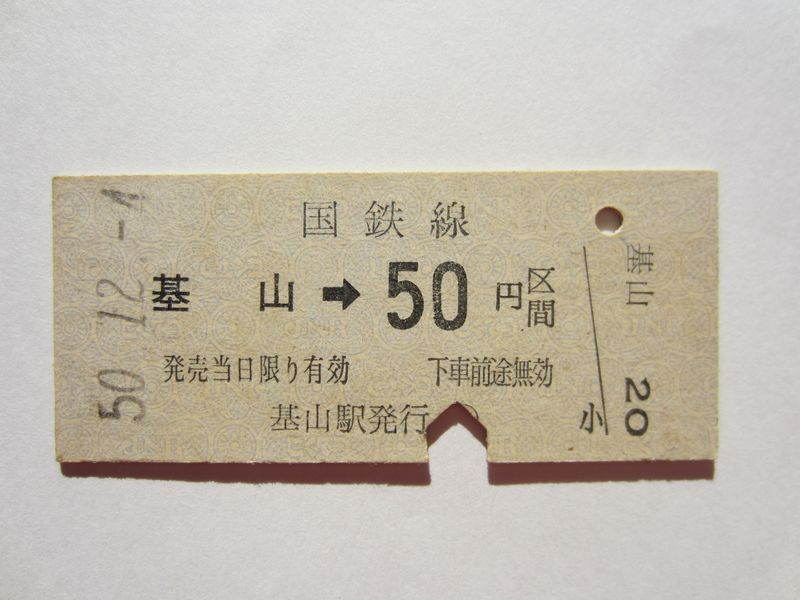 50.12.-4
国鉄線
基山➡50円区間
発売当日限り有効 下車前途無効
基山駅発行
小
基山
20